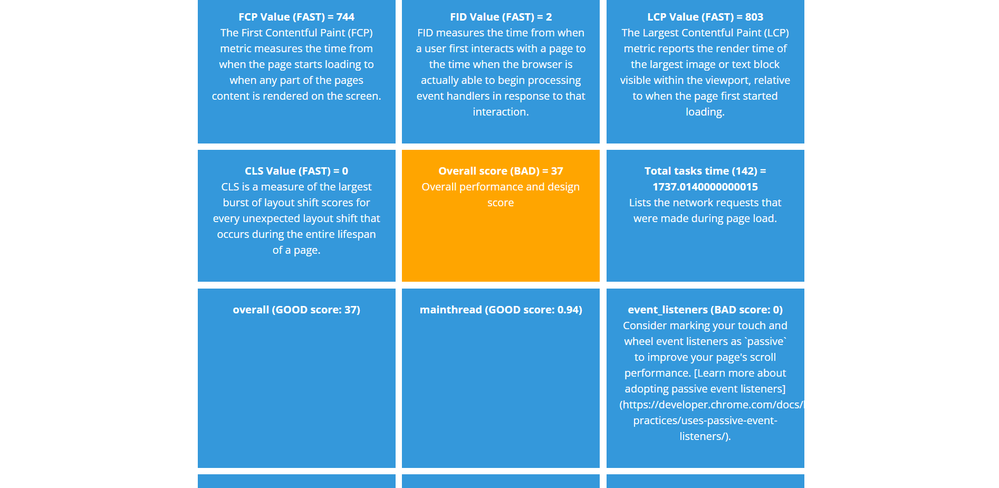 FCP Value (FAST) = 744
The First Contentful Paint (FCP)
metric measures the time from
when the page starts loading to
when any part of the pages
content is rendered on the screen.
FID Value (FAST) = 2
FID measures the time from when
a user first interacts with a page to
the time when the browser is
actually able to begin processing
event handlers in response to that
interaction.
LCP Value (FAST) = 803
The Largest Contentful Paint (LCP)
metric reports the render time of
the largest image or text block
visible within the viewport, relative
to when the page first started
loading.
CLS Value (FAST) = 0
CLS is a measure of the largest
burst of layout shift scores for
every unexpected layout shift that
occurs during the entire lifespan
of a page.
Overall score (BAD) = 37
Overall performance and design
score
Total tasks time (142) =
1737.0140000000015
Lists the network requests that
were made during page load.
overall (GOOD score: 37)
mainthread (GOOD score: 0.94)
event_listeners (BAD score: 0)
Consider marking your touch and
wheel event listeners as `passive`
to improve your page's scroll
performance. [Learn more about
adopting passive event listeners]
(https://developer.chrome.com/docs/
practices/uses-passive-event-
listeners/).